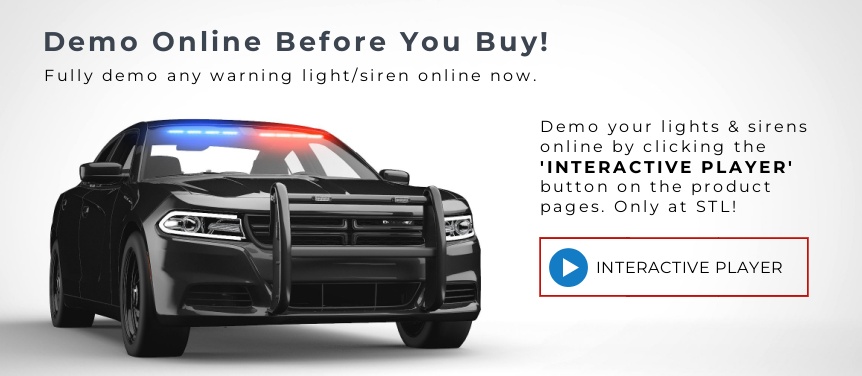 Demo Online Before You Buy!
Fully demo any warning light/siren online now.
Demo your lights & sirens
online by clicking the
'INTERACTIVE PLAYER'
button on the product
pages. Only at STL!
INTERACTIVE PLAYER